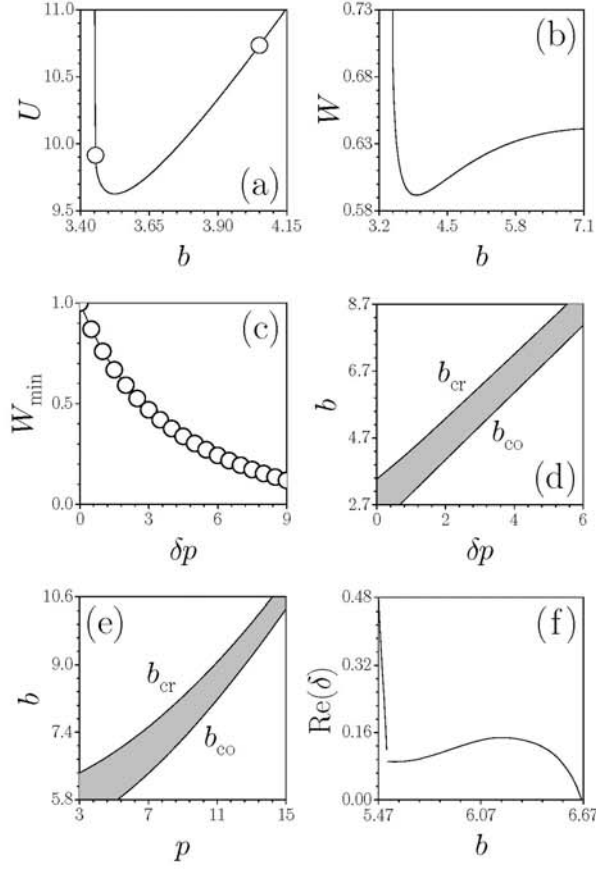 11.0
10.5
10.0
9.5
U
3.40
3.65
3.90
4.15
b
(a)
0.73
0.68
0.63
0.58
W
3.2
4.5
5.8
7.1
b
(b)
1.0
0.5
0.0
W_min
0
3
6
9
δp
(c)
8.7
6.7
4.7
2.7
b
b_cr
b_co
0
2
4
6
δp
(d)
10.6
9.0
7.4
5.8
b
(e)
b_cr
b_co
3
7
11
15
p
0.48
0.32
0.16
0.00
Re(δ)
5.47
6.07
6.67
b
(f)